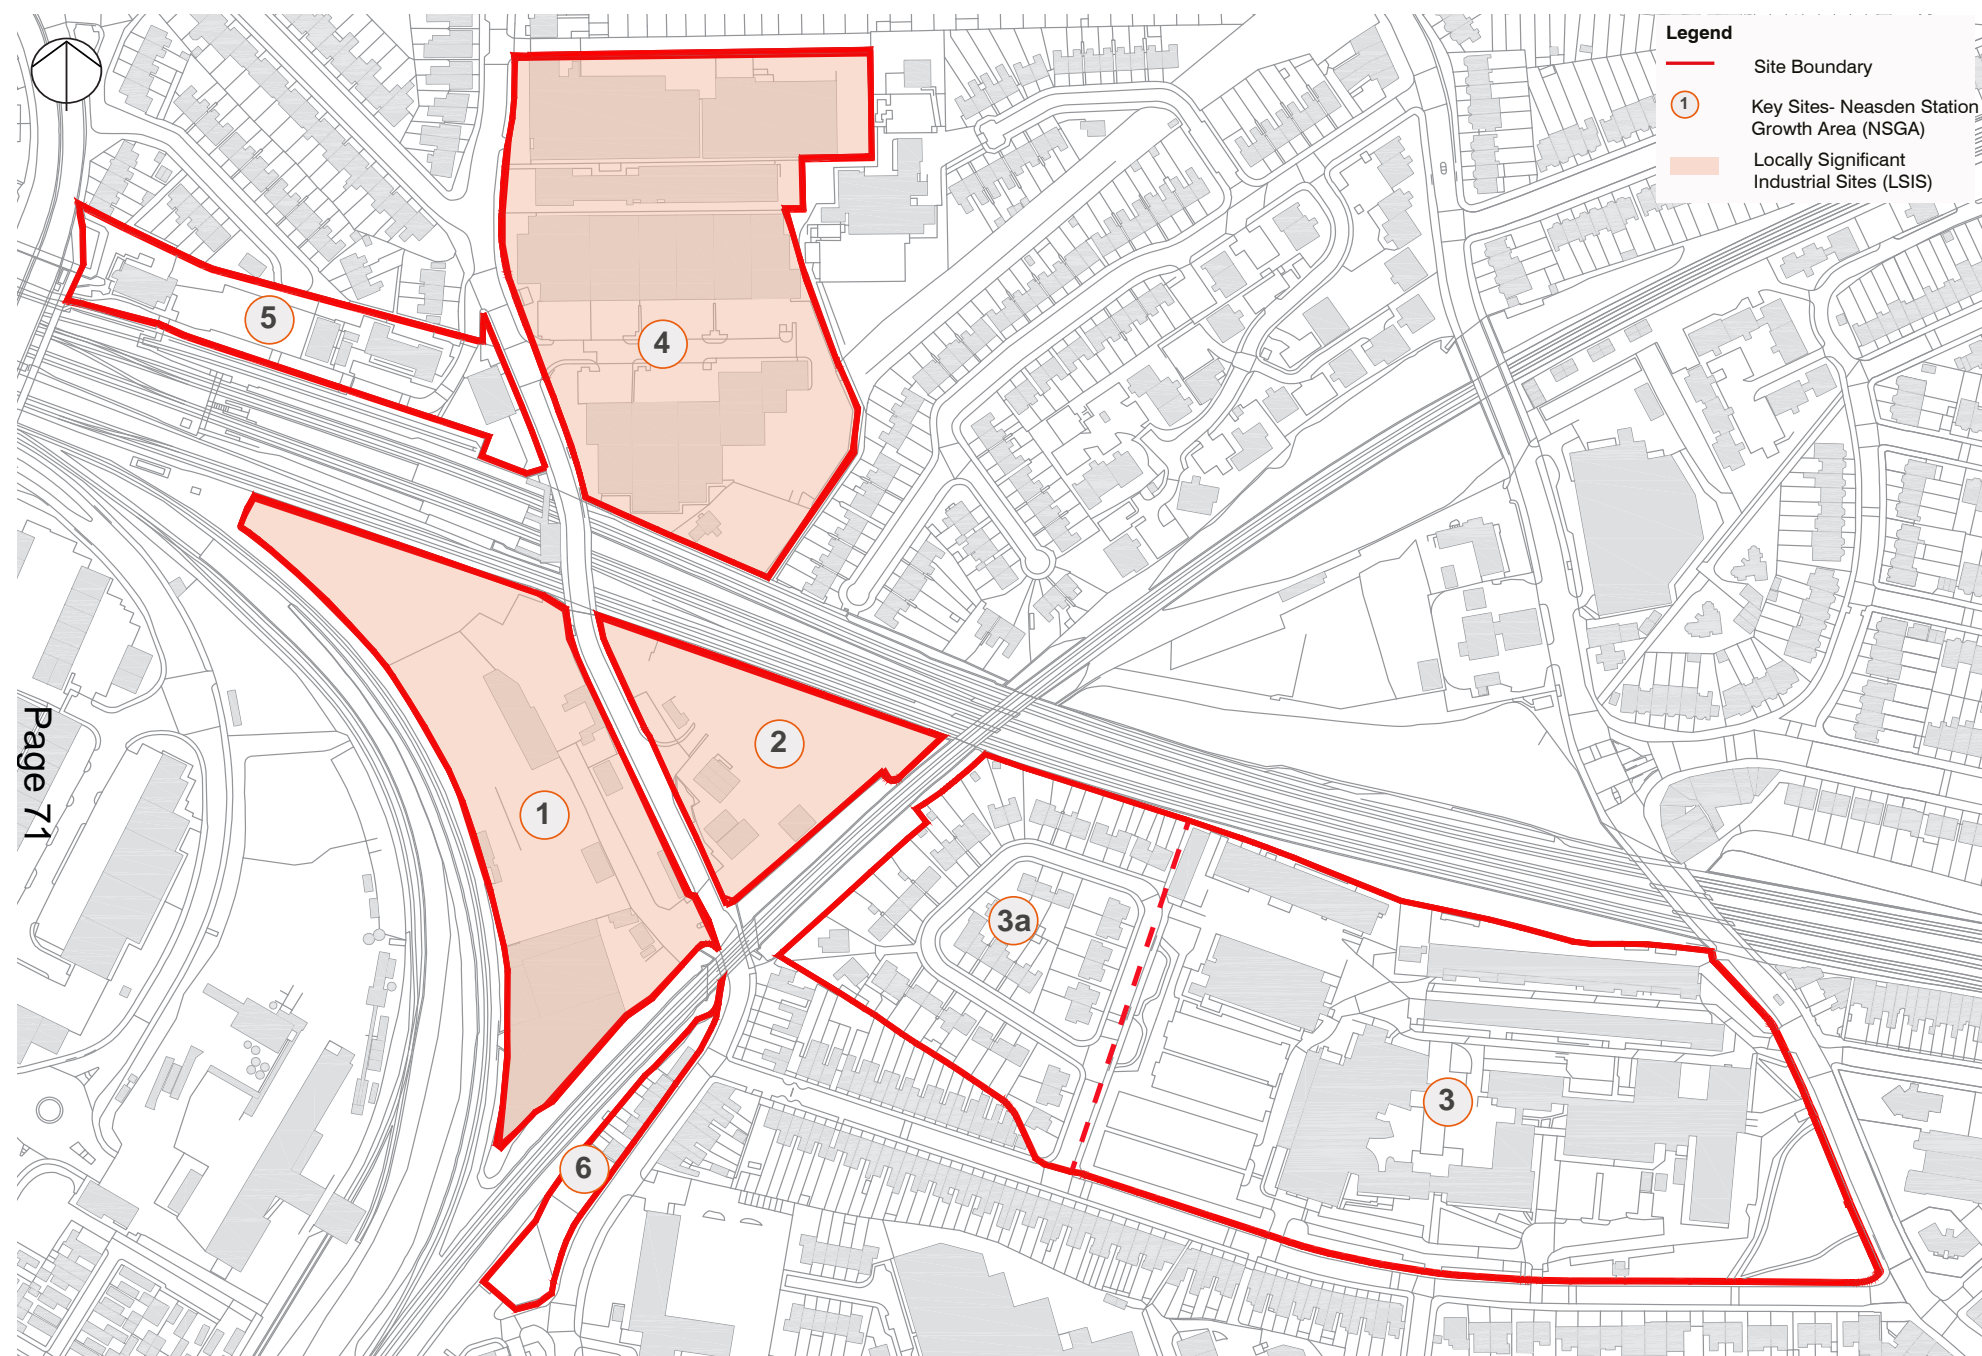 Legend
Site Boundary
1
Key Sites- Neasden Station
Growth Area (NSGA)
Locally Significant
Industrial Sites (LSIS)
5
4
2
1
3a
3
6
Page 71